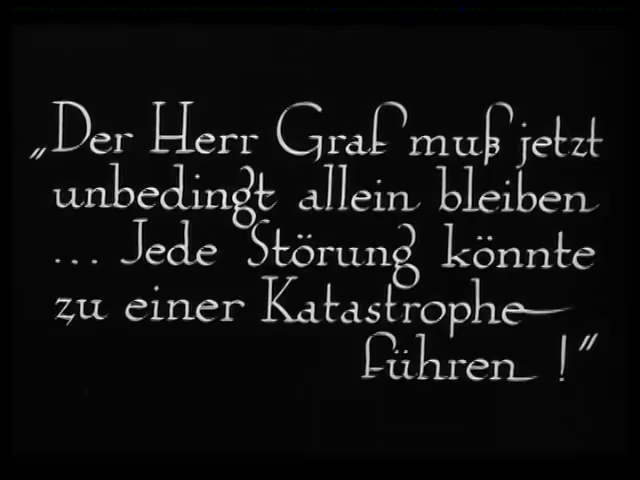 „Der Herr Graf muß jetzt
unbedingt allein bleiben
... Jede Störung könnte
zu einer Katastrophe
führen !“